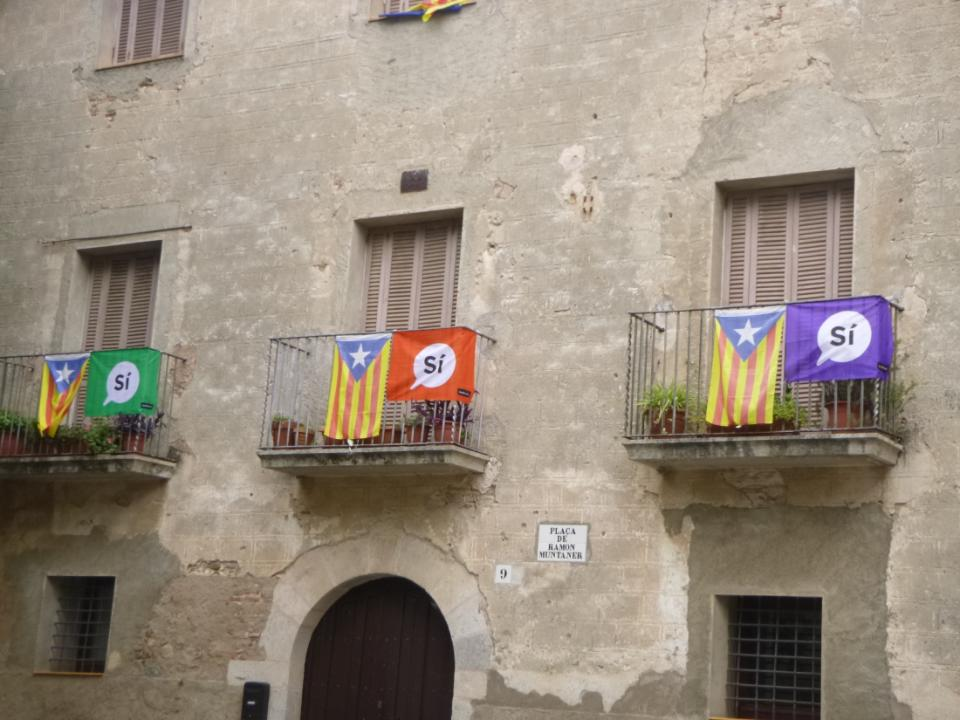 Sí
Sí
Sí
PLAÇA
DE
RAMON
MUNTANER
9